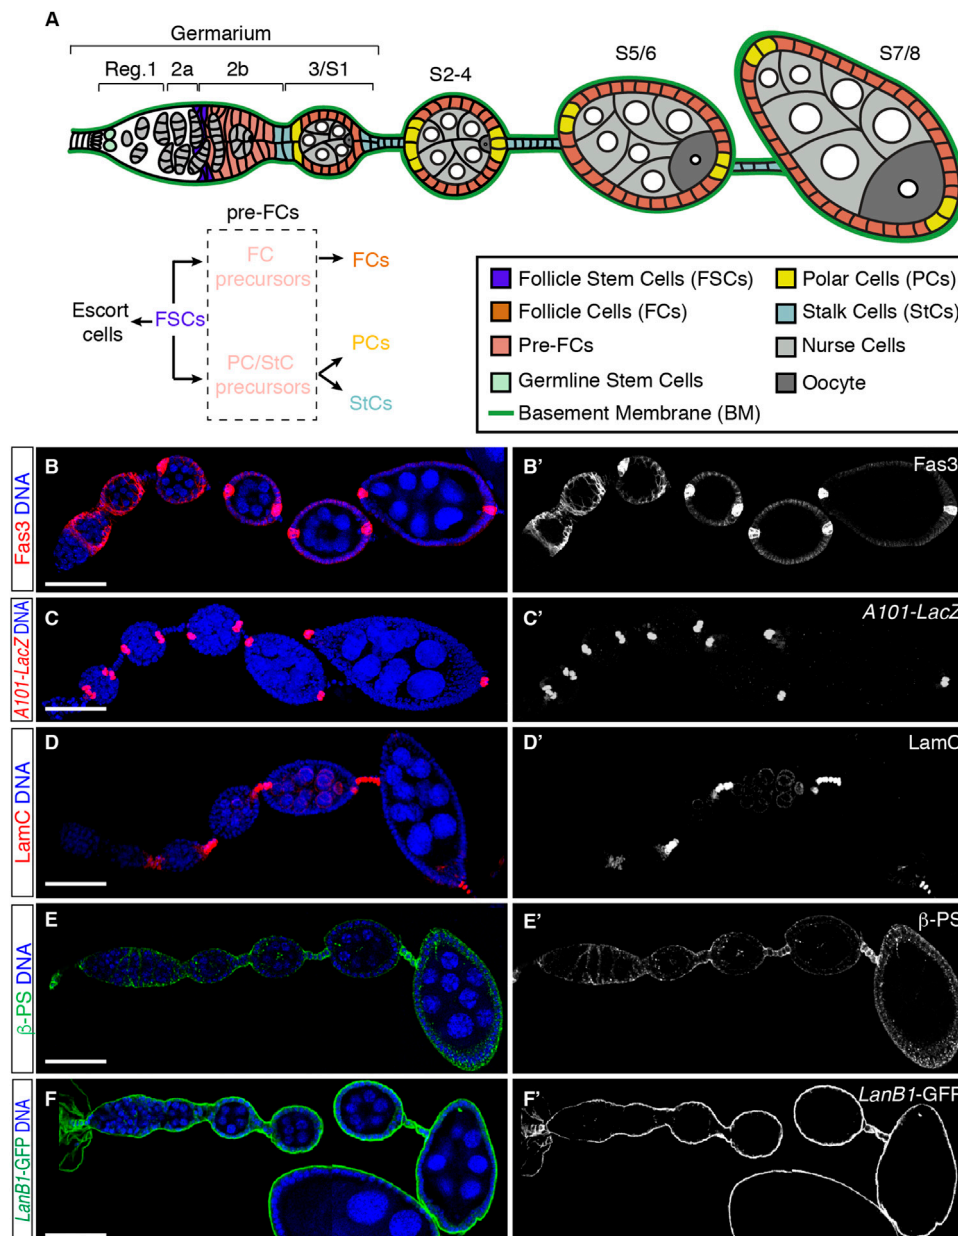 A
Germarium
Reg.1 2a 2b 3/S1 S2-4 S5/6 S7/8
pre-FCs
FC
precursors
FCs
Escort
cells
FSCs
PC/StC
precursors
PCs
StCs
Follicle Stem Cells (FSCs)
Follicle Cells (FCs)
Pre-FCs
Germline Stem Cells
Basement Membrane (BM)
Polar Cells (PCs)
Stalk Cells (StCs)
Nurse Cells
Oocyte
Fas3 DNA
B
B' Fas3
A101-LacZ DNA
C
C' A101-LacZ
LamC DNA
D
D' LamC
β-PS DNA
E
E' β-PS
LanB1-GFP DNA
F
F' LanB1-GFP